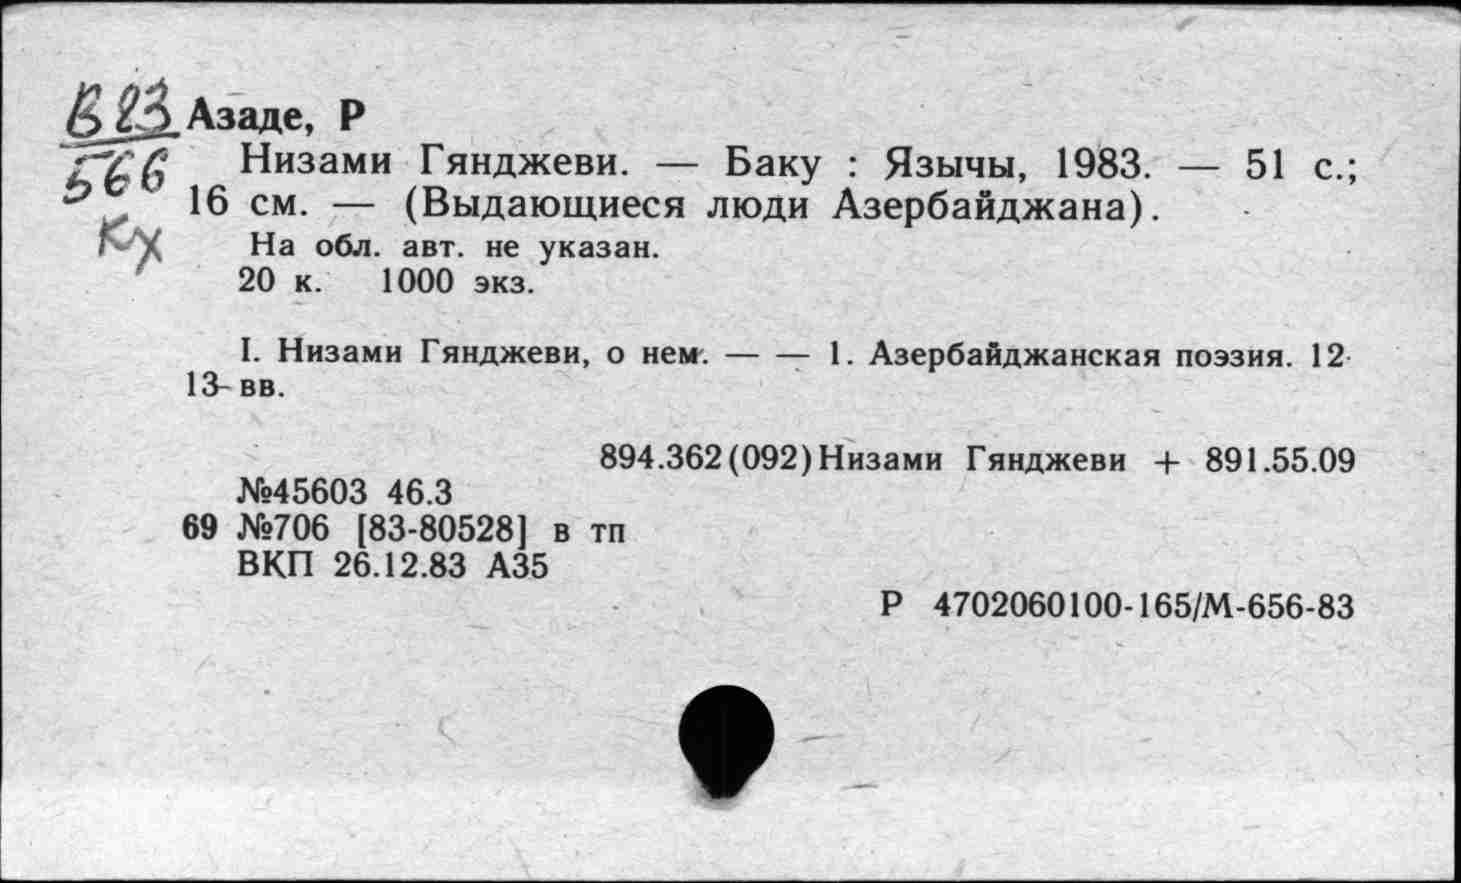 В 23 Азаде, Р
566 Низами Гянджеви. — Баку : Язычы, 1983. — 51 с.;
16 см. — (Выдающиеся люди Азербайджана).
Кх На обл. авт. не указан.
20 к. 1000 экз.
I. Низами Гянджеви, о нем. — — 1. Азербайджанская поэзия. 12-
13 вв.
894.362(092)Низами Гянджеви + 891.55.09
№45603 46.3
69 №706 [83-80528] в тп
ВКП 26.12.83 А35
Р 4702060100-165/М-656-83